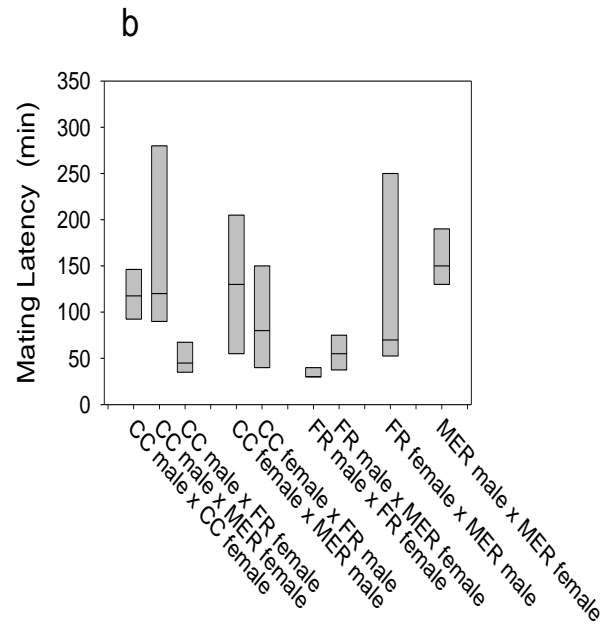 b
Mating Latency (min)
350
300
250
200
150
100
50
0
CC male x CC female
CC male x MER female
CC male x FR female
CC female x MER male
CC female x FR male
FR male x FR female
FR male x MER female
FR female x MER male
MER male x MER female